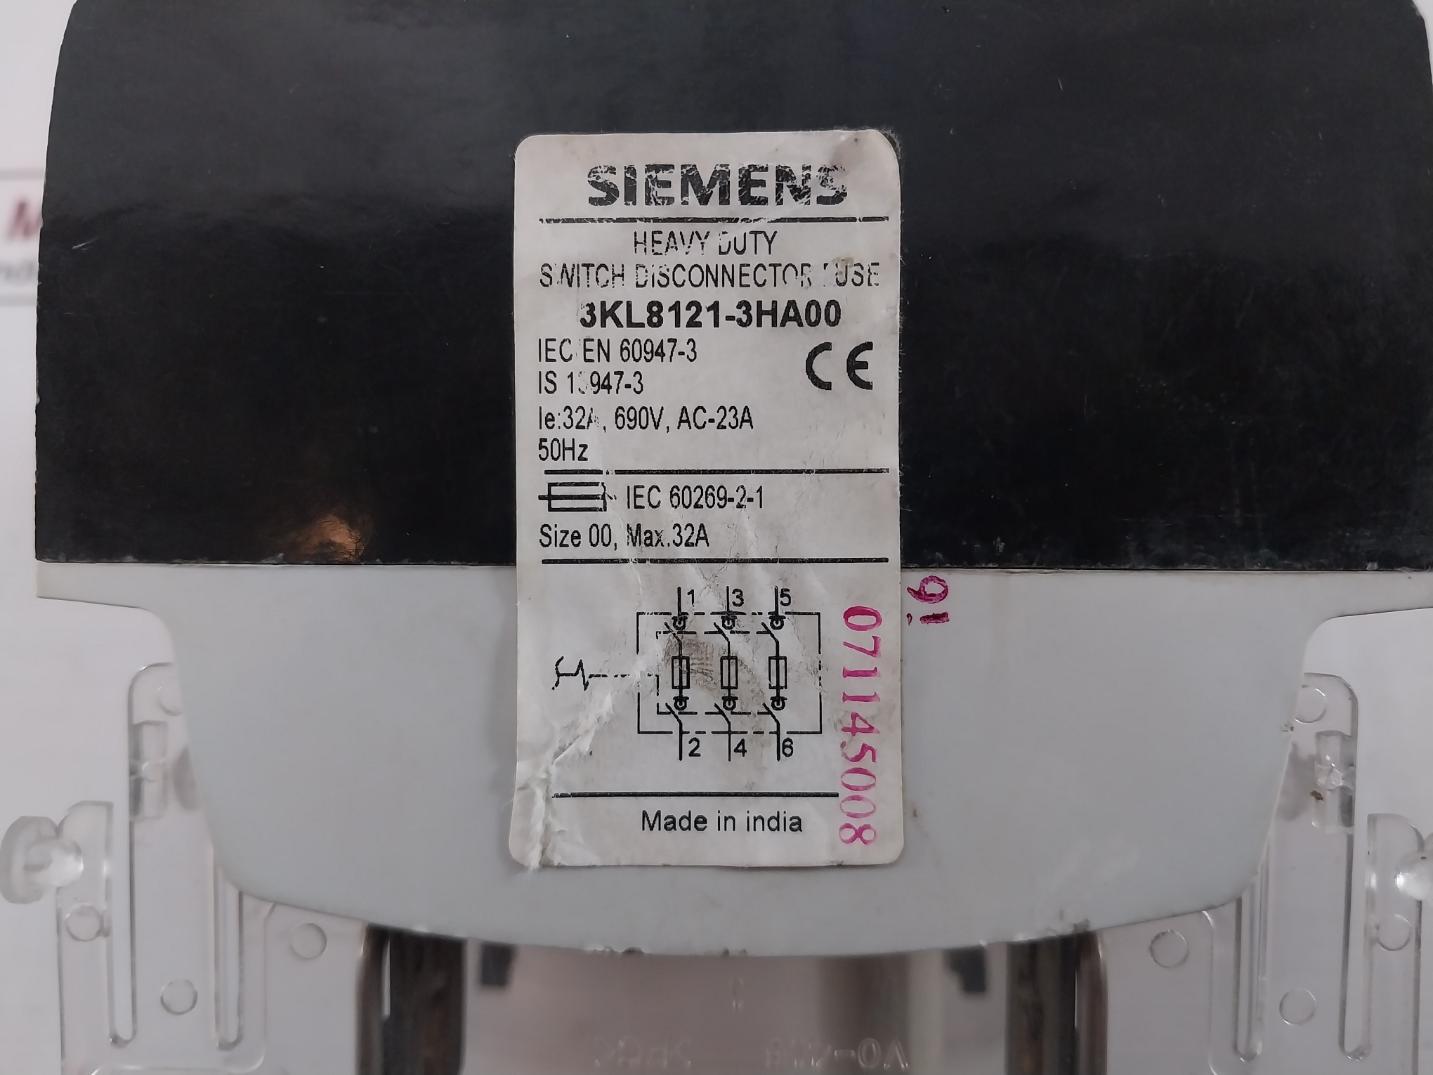 SIEMENS
HEAVY DUTY
SWITCH DISCONNECTOR FUSE
3KL8121-3HA00
IEC EN 60947-3
CE
IS 13947-3
Ie:32A, 690V, AC-23A
50Hz
IEC 60269-2-1
Size 00, Max.32A
1 3 5
2 4 6
Made in india
071145008